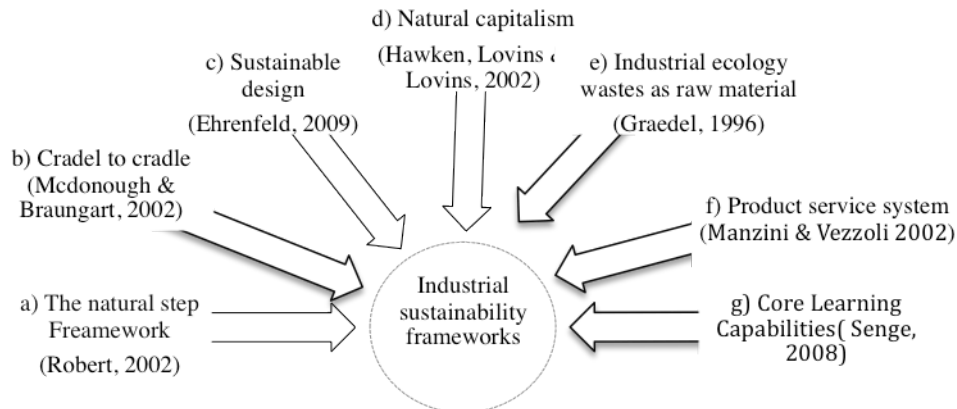 a) The natural step
Freamework
(Robert, 2002)
b) Cradel to cradle
(Mcdonough &
Braungart, 2002)
c) Sustainable
design
(Ehrenfeld, 2009)
d) Natural capitalism
(Hawken, Lovins
Lovins, 2002)
e) Industrial ecology
wastes as raw material
(Graedel, 1996)
f) Product service system
(Manzini & Vezzoli 2002)
g) Core Learning
Capabilities( Senge,
2008)
Industrial
sustainability
frameworks